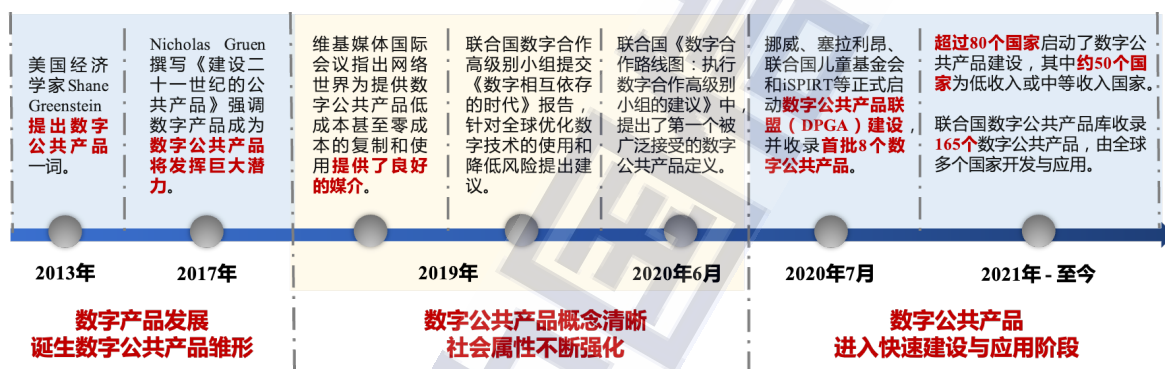 美国经济
学家Shane
Greenstein
提出数字
公共产品
一词。
Nicholas Gruen
撰写《建设二
十一世纪的公
共产品》强调
数字产品成为
数字公共产品
将发挥巨大潜
力。
维基媒体国际
会议指出网络
世界为提供数
字公共产品低
成本甚至零成
本的复制和使
用提供了良好
的媒介。
联合国数字合作
高级别小组提交
《数字相互依存
的时代》报告，
针对全球优化数
字技术的使用和
降低风险提出建
议。
联合国《数字合
作路线图：执行
数字合作高级别
小组的建议》中，
提出了第一个被
广泛接受的数字
公共产品定义。
挪威、塞拉利昂、
联合国儿童基金会
和iSPIRT等正式启
动数字公共产品联
盟（DPGA）建设，
并收录首批8个数
字公共产品。
超过80个国家启动了数字公
共产品建设，其中约50个国
家为低收入或中等收入国家。
联合国数字公共产品库收录
165个数字公共产品，由全球
多个国家开发与应用。
2013年
2017年
2019年
2020年6月
2020年7月
2021年 - 至今
数字产品发展
诞生数字公共产品雏形
数字公共产品概念清晰
社会属性不断强化
数字公共产品
进入快速建设与应用阶段